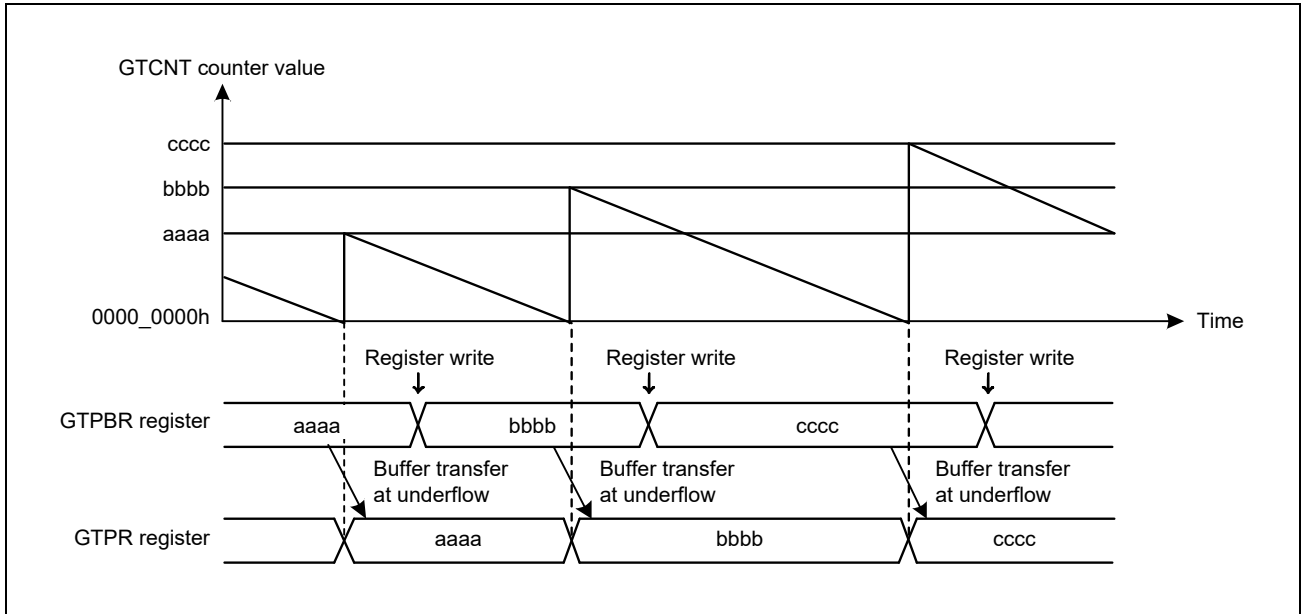 GTCNT counter value
cccc
bbbb
aaaa
0000_0000h
Time
Register write
Register write
Register write
GTPBR register
aaaa
bbbb
cccc
Buffer transfer
at underflow
Buffer transfer
at underflow
Buffer transfer
at underflow
GTPR register
aaaa
bbbb
cccc